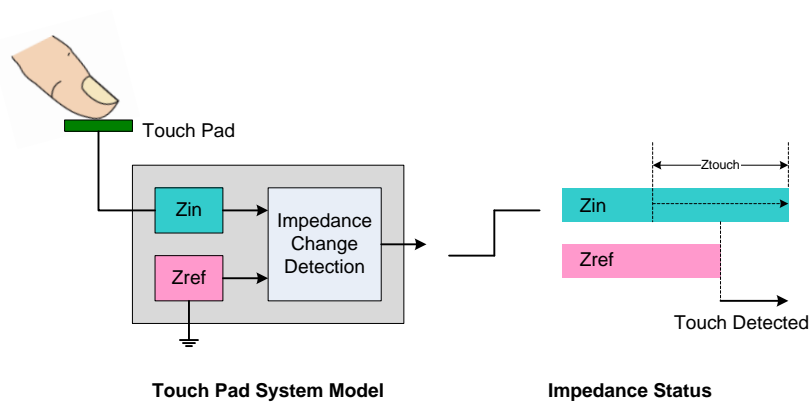 Touch Pad
Zin
Zref
Impedance
Change
Detection
Touch Pad System Model
Ztouch
Zin
Zref
Touch Detected
Impedance Status